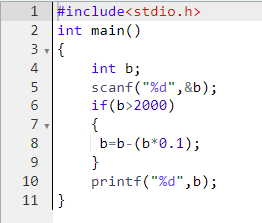 1 #include<stdio.h>
2 int main()
3 {
4 int b;
5 scanf("%d",&b);
6 if(b>2000)
7 {
8 b=b-(b*0.1);
9 }
10 printf("%d",b);
11 }